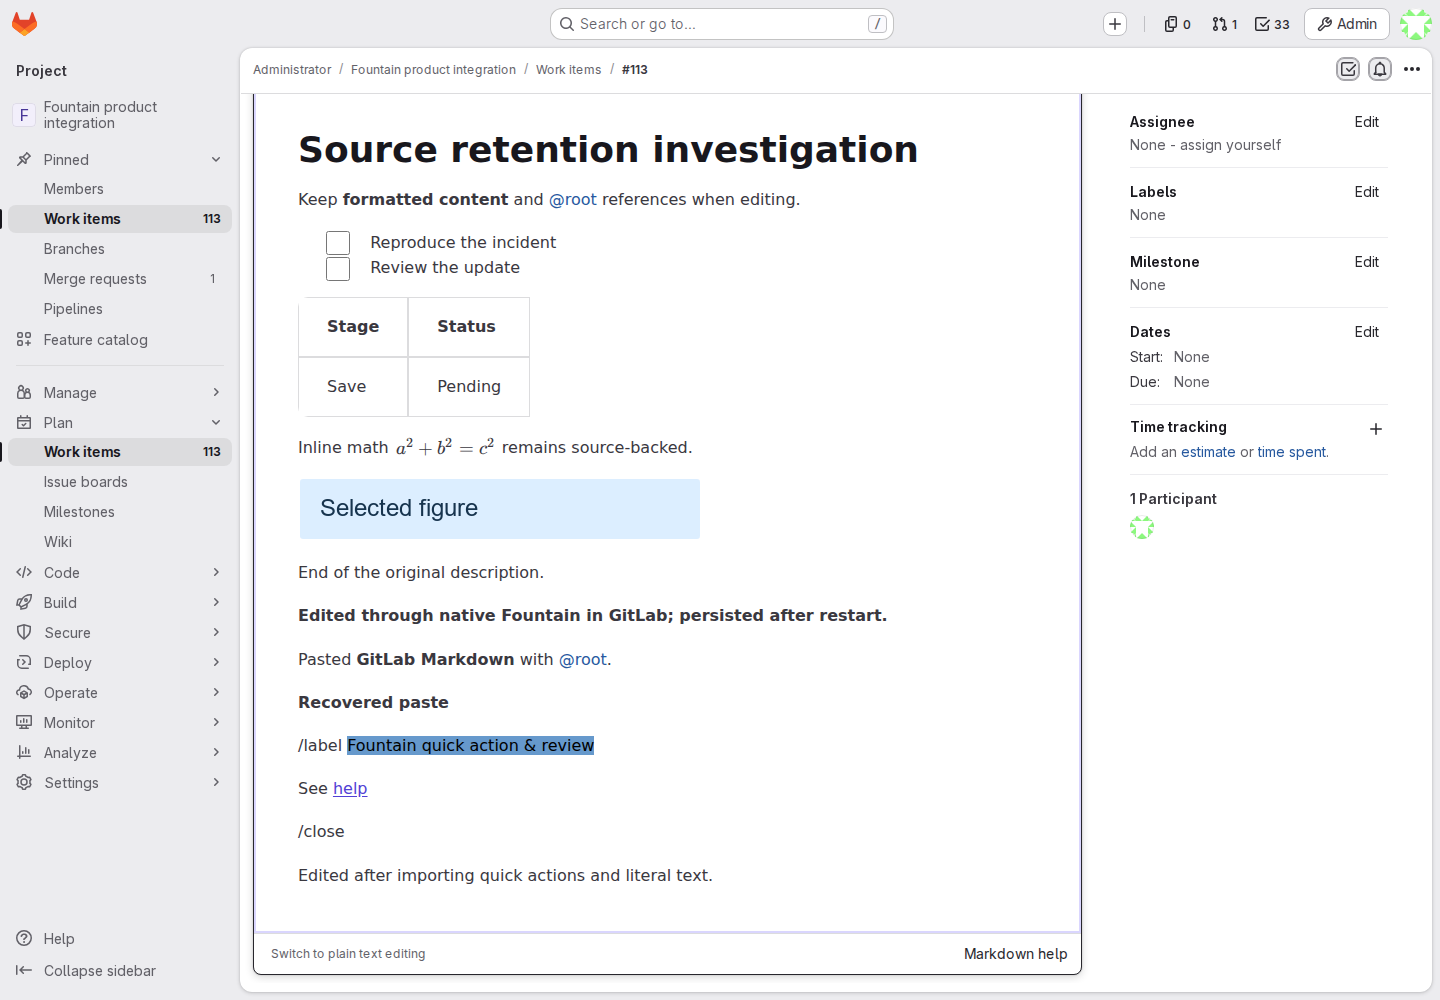 Search or go to...
/
0
1
33
Admin
Project
F
Fountain product integration
Pinned
Members
Work items
113
Branches
Merge requests
1
Pipelines
Feature catalog
Manage
Plan
Work items
113
Issue boards
Milestones
Wiki
Code
Build
Secure
Deploy
Operate
Monitor
Analyze
Settings
Help
Collapse sidebar
Administrator / Fountain product integration / Work items / #113
Source retention investigation
Keep formatted content and @root references when editing.
Reproduce the incident
Review the update
Stage Status
Save Pending
Inline math a² + b² = c² remains source-backed.
Selected figure
End of the original description.
Edited through native Fountain in GitLab; persisted after restart.
Pasted GitLab Markdown with @root.
Recovered paste
/label Fountain quick action & review
See help
/close
Edited after importing quick actions and literal text.
Switch to plain text editing
Markdown help
Assignee
Edit
None - assign yourself
Labels
Edit
None
Milestone
Edit
None
Dates
Edit
Start: None
Due: None
Time tracking
Add an estimate or time spent.
1 Participant